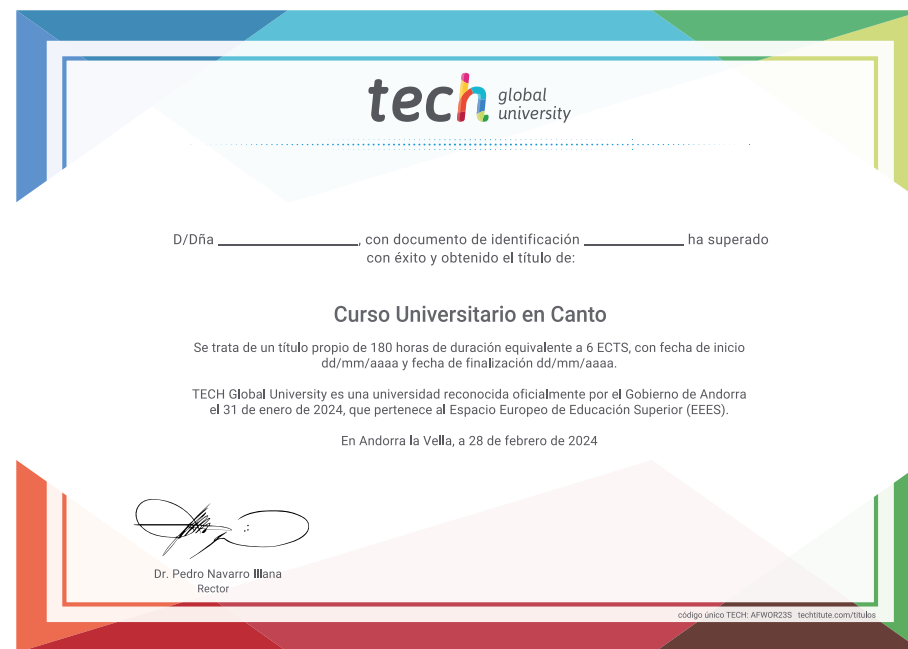 tech global university
D/Dña ____________________, con documento de identificación ______________ ha superado
con éxito y obtenido el título de:
Curso Universitario en Canto
Se trata de un título propio de 180 horas de duración equivalente a 6 ECTS, con fecha de inicio
dd/mm/aaaa y fecha de finalización dd/mm/aaaa.
TECH Global University es una universidad reconocida oficialmente por el Gobierno de Andorra
el 31 de enero de 2024, que pertenece al Espacio Europeo de Educación Superior (EEES).
En Andorra la Vella, a 28 de febrero de 2024
Dr. Pedro Navarro Illana
Rector
código único TECH: AFWOR23S techtitute.com/titulos